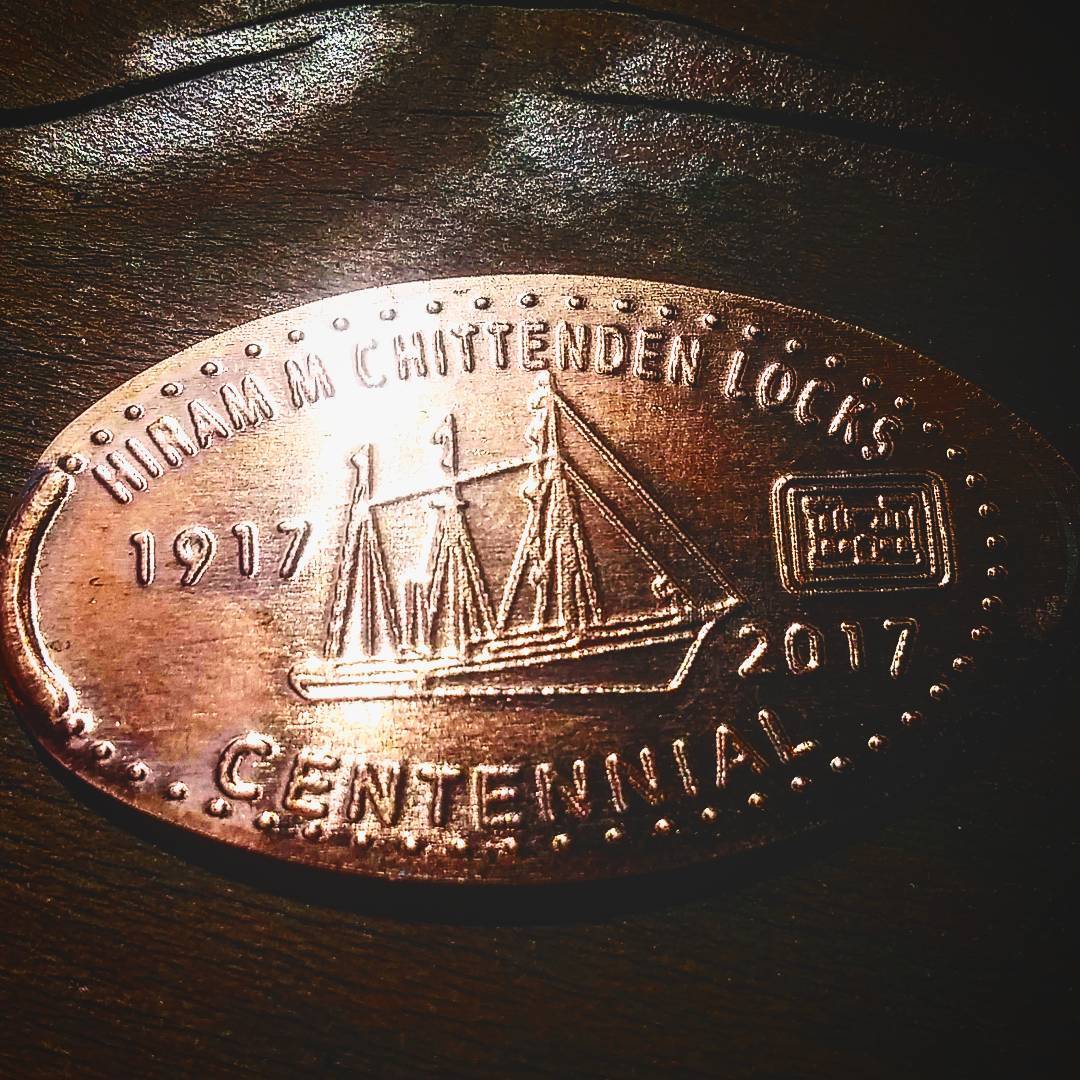 HIRAM M CHITTENDEN LOCKS
1917
2017
CENTENNIAL